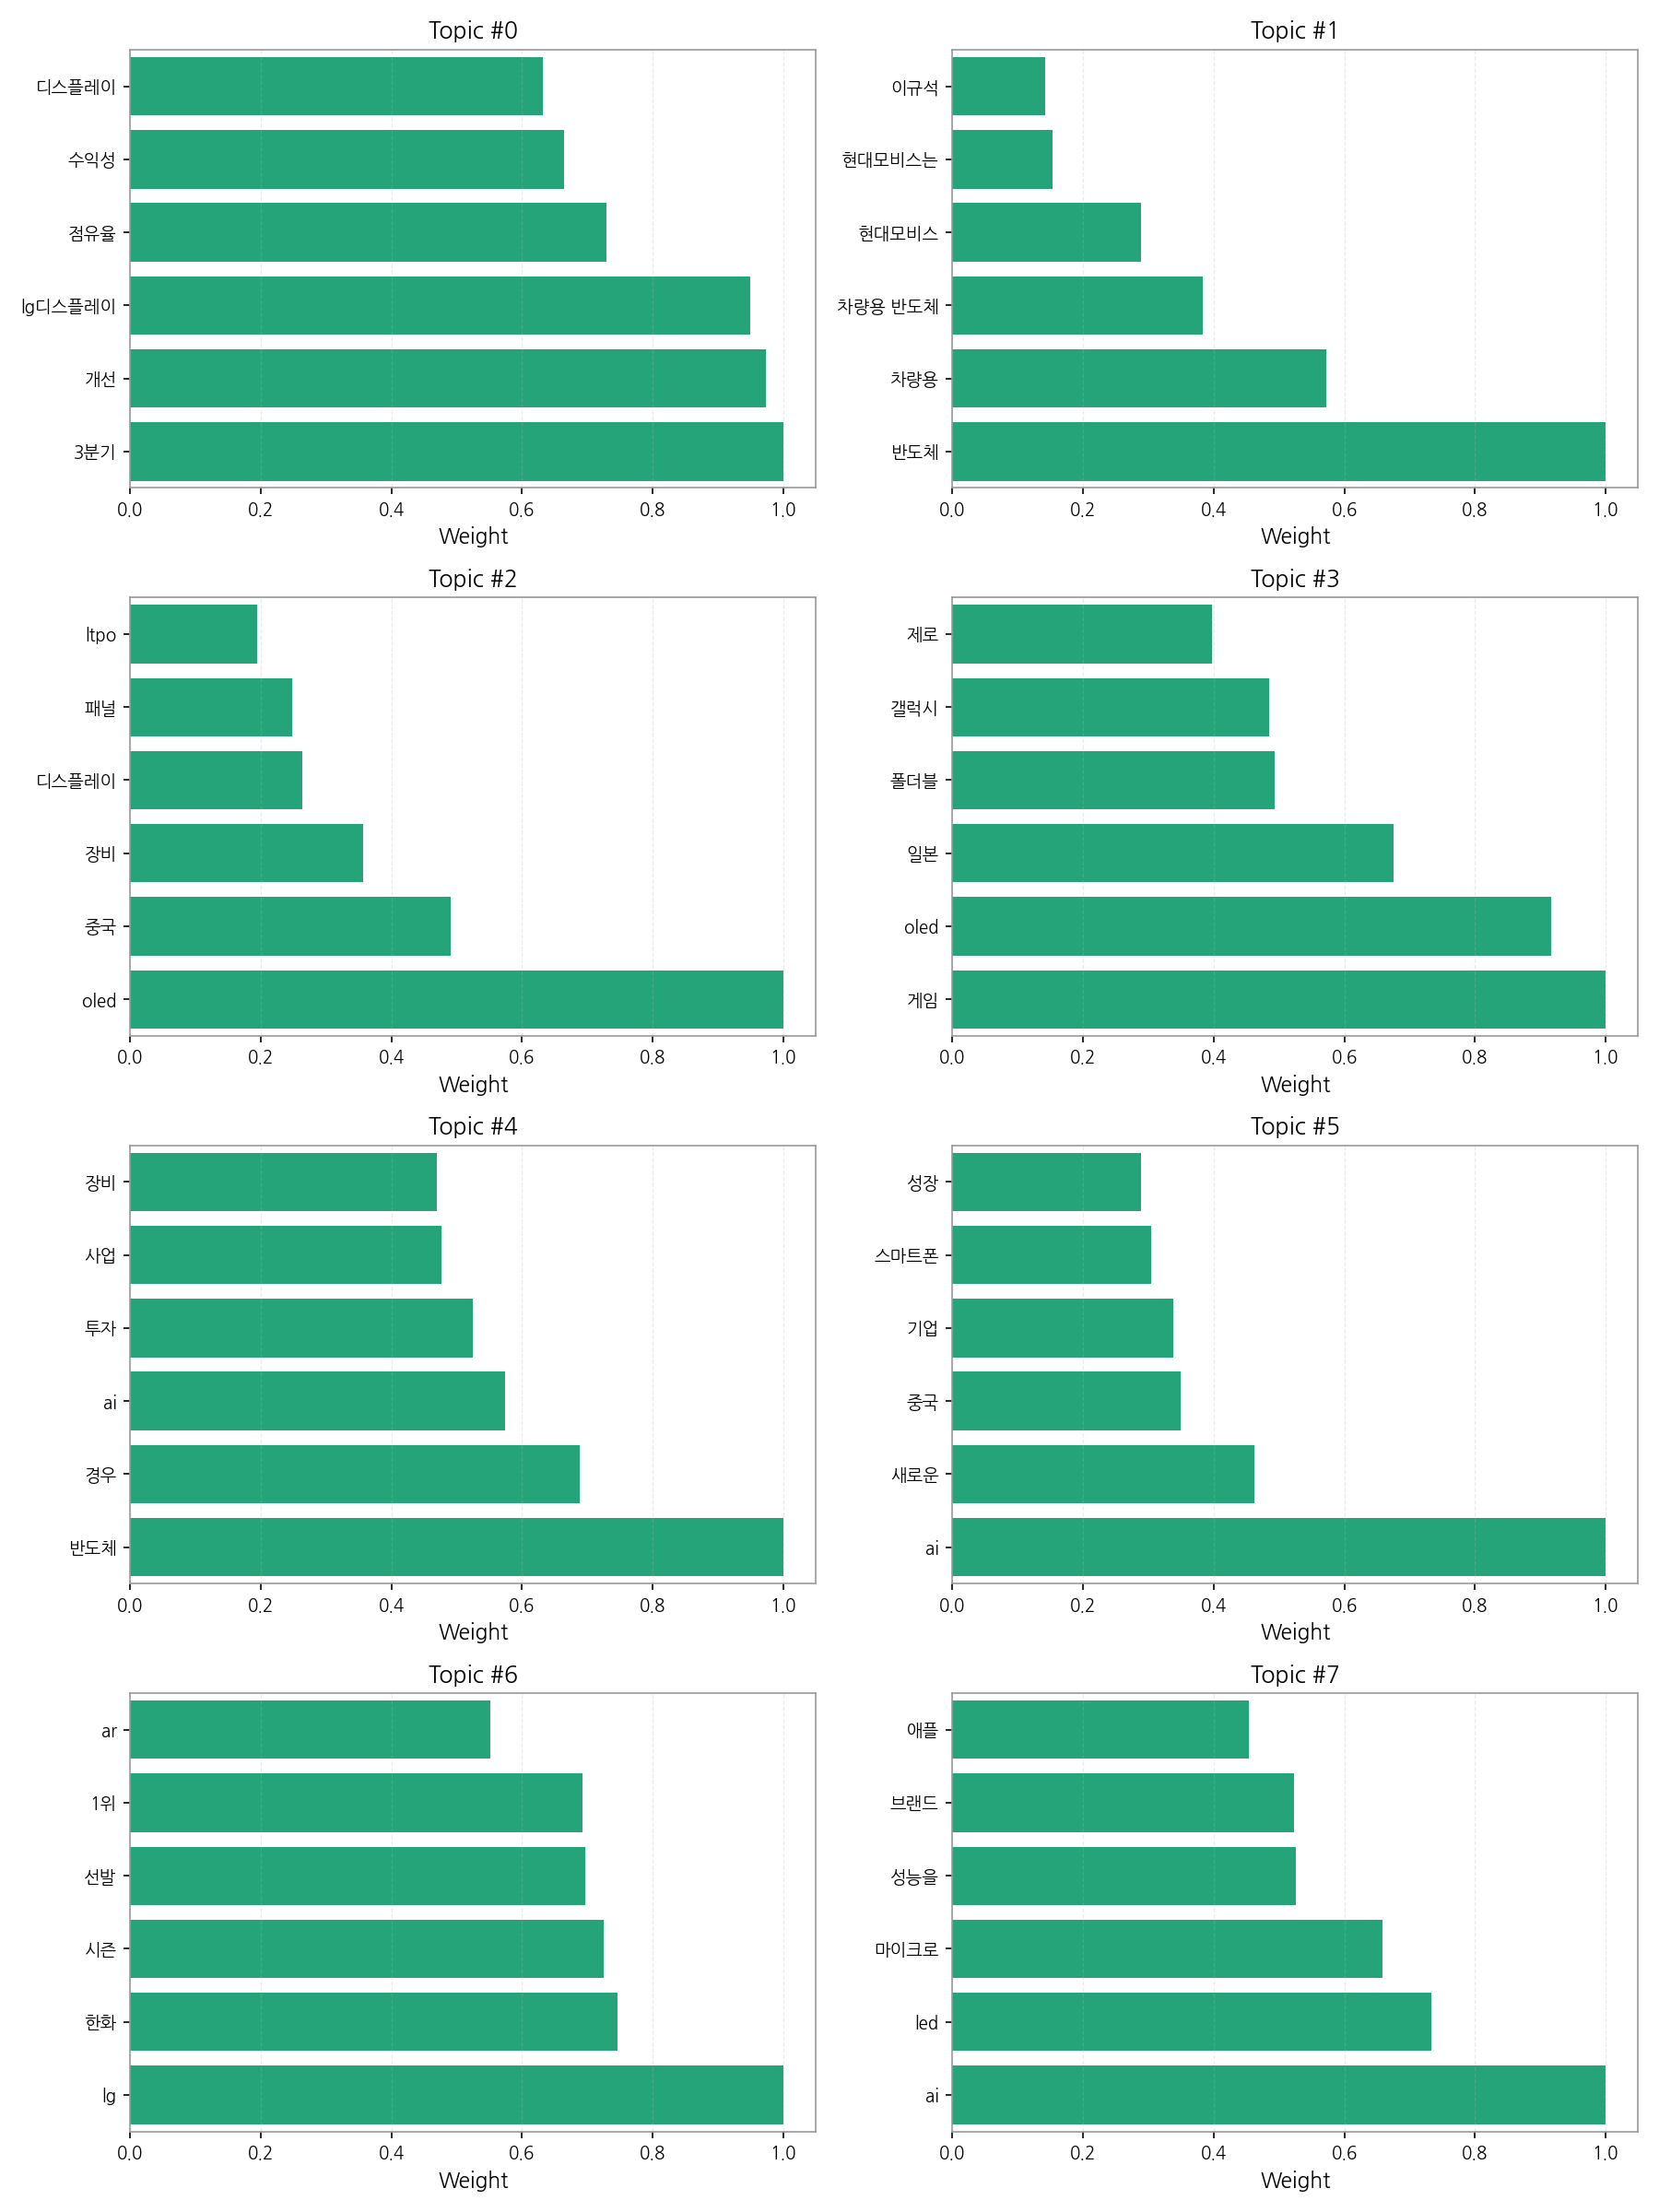 Topic #0
디스플레이
수익성
점유율
lg디스플레이
개선
3분기
0.0 0.2 0.4 0.6 0.8 1.0
Weight
Topic #1
이규석
현대모비스는
현대모비스
차량용 반도체
차량용
반도체
0.0 0.2 0.4 0.6 0.8 1.0
Weight
Topic #2
ltpo
패널
디스플레이
장비
중국
oled
0.0 0.2 0.4 0.6 0.8 1.0
Weight
Topic #3
제로
갤럭시
폴더블
일본
oled
게임
0.0 0.2 0.4 0.6 0.8 1.0
Weight
Topic #4
장비
사업
투자
ai
경우
반도체
0.0 0.2 0.4 0.6 0.8 1.0
Weight
Topic #5
성장
스마트폰
기업
중국
새로운
ai
0.0 0.2 0.4 0.6 0.8 1.0
Weight
Topic #6
ar
1위
선발
시즌
한화
lg
0.0 0.2 0.4 0.6 0.8 1.0
Weight
Topic #7
애플
브랜드
성능을
마이크로
led
ai
0.0 0.2 0.4 0.6 0.8 1.0
Weight